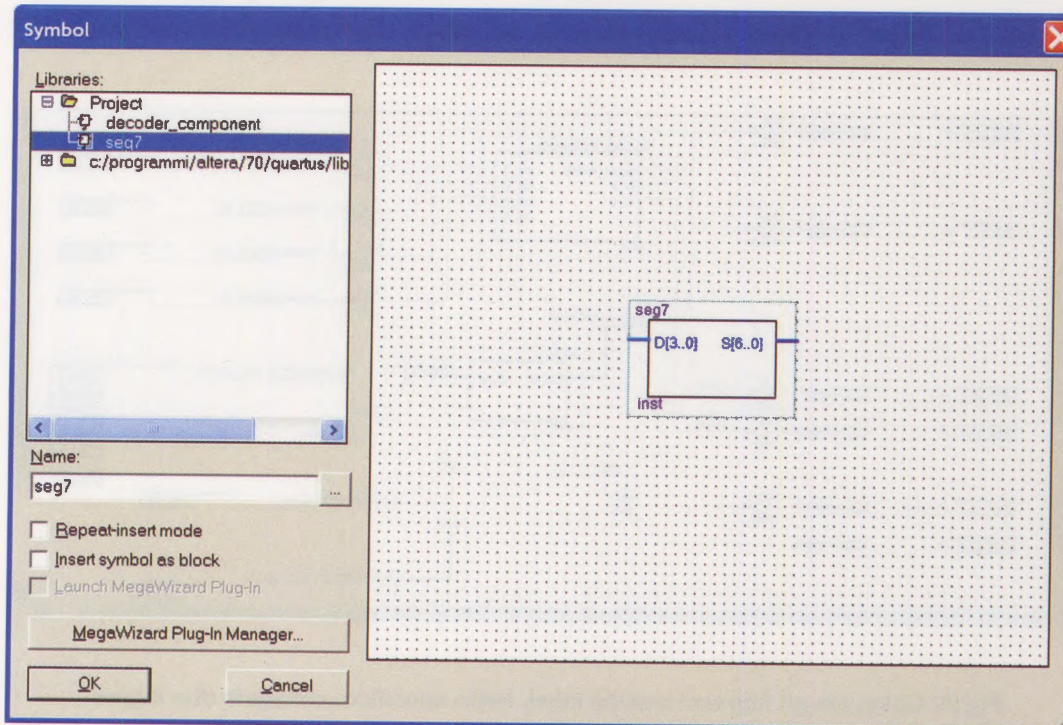 Symbol
Libraries:
Project
decoder_component
seg7
c:/programmi/altera/70/quartus/lib
Name:
seg7
...
Repeat-insert mode
Insert symbol as block
Launch MegaWizard Plug-In
MegaWizard Plug-In Manager...
OK
Cancel
seg7
D[3..0] S[6..0]
inst